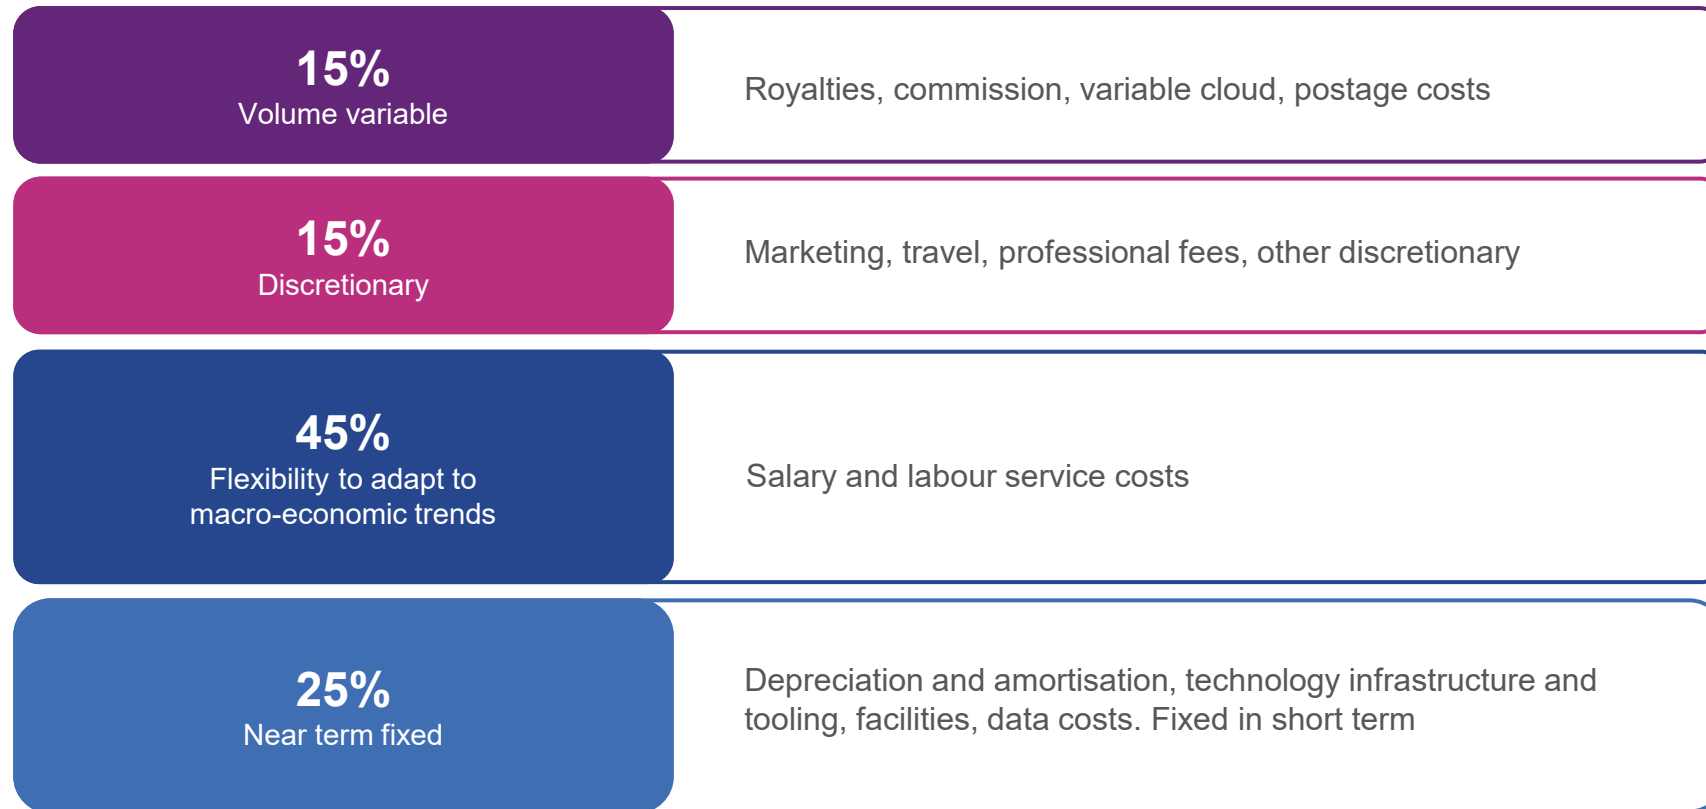 15%
Volume variable
Royalties, commission, variable cloud, postage costs
15%
Discretionary
Marketing, travel, professional fees, other discretionary
45%
Flexibility to adapt to
macro-economic trends
Salary and labour service costs
25%
Near term fixed
Depreciation and amortisation, technology infrastructure and
tooling, facilities, data costs. Fixed in short term